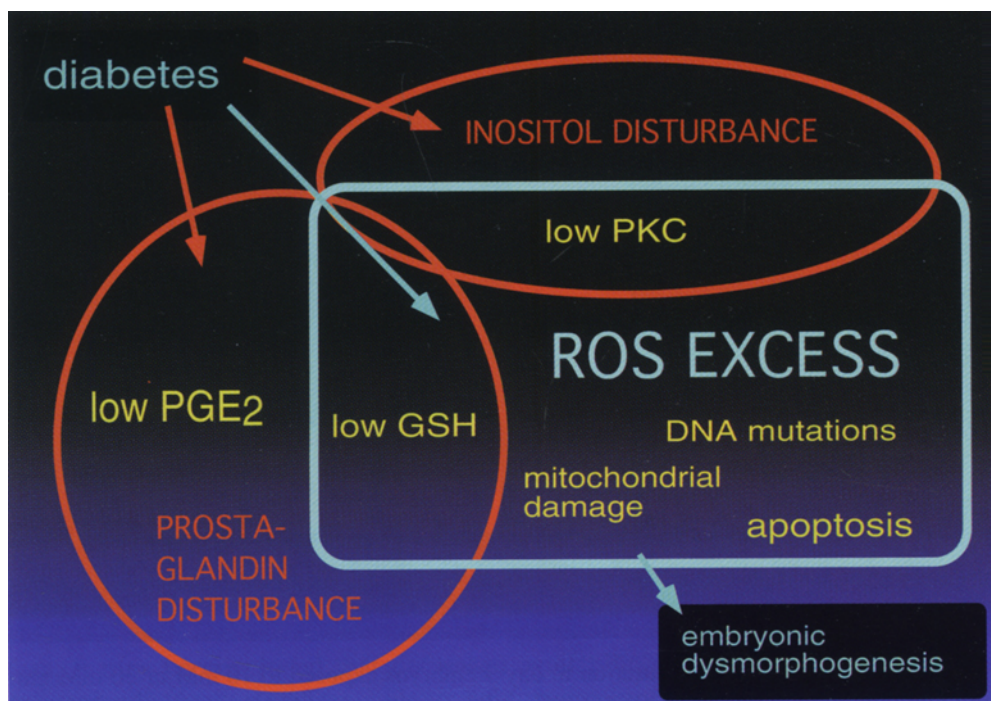 diabetes
INOSITOL DISTURBANCE
low PKC
ROS EXCESS
low PGE2
low GSH
DNA mutations
mitochondrial
damage
apoptosis
PROSTA-
GLANDIN
DISTURBANCE
embryonic
dysmorphogenesis